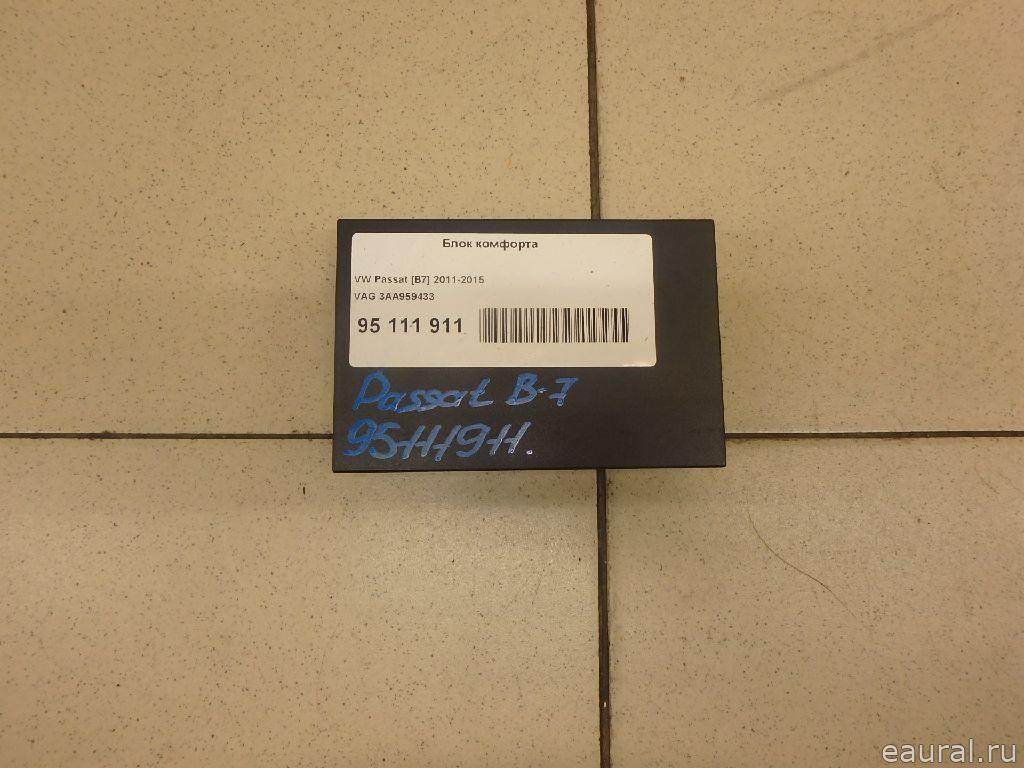 Блок комфорта
VW Passat [B7] 2011-2015
VAG 3AA959433
95 111 911
Passat B-7
95111911.
eaural.ru